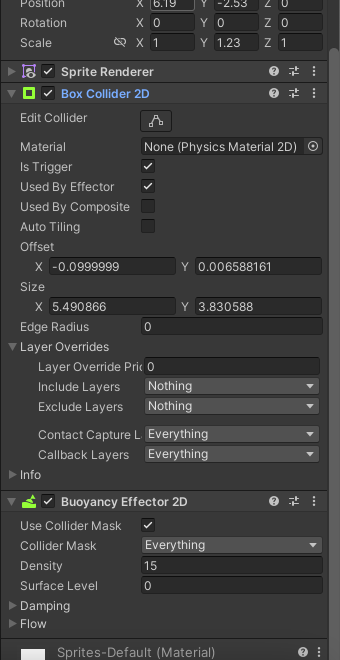 Position X 6.19 Y -2.53 Z 0
Rotation X 0 Y 0 Z 0
Scale X 1 Y 1.23 Z 1
Sprite Renderer
Box Collider 2D
Edit Collider
Material None (Physics Material 2D)
Is Trigger
Used By Effector
Used By Composite
Auto Tiling
Offset
X -0.0999999 Y 0.006588161
Size
X 5.490866 Y 3.830588
Edge Radius 0
Layer Overrides
Layer Override Pric 0
Include Layers Nothing
Exclude Layers Nothing
Contact Capture L Everything
Callback Layers Everything
Info
Buoyancy Effector 2D
Use Collider Mask
Collider Mask Everything
Density 15
Surface Level 0
Damping
Flow
Sprites-Default (Material)